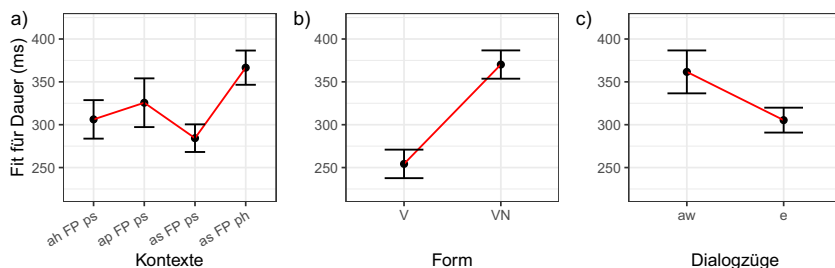 a)
Fit für Dauer (ms)
400
350
300
250
ah FP ps
ap FP ps
as FP ps
as FP ph
Kontexte
b)
400
350
300
250
V
VN
Form
c)
400
350
300
250
aw
e
Dialogzüge